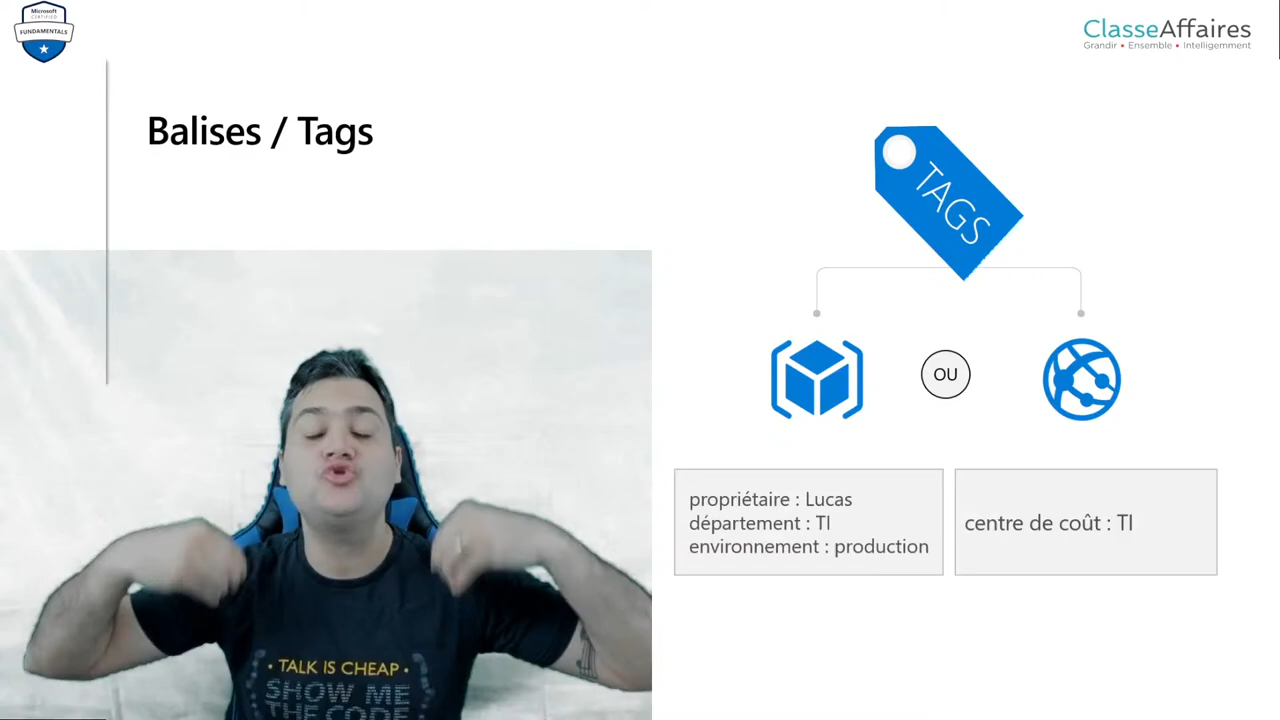 Microsoft
CERTIFIED
FUNDAMENTALS
ClasseAffaires
Grandir • Ensemble • Intelligemment
Balises / Tags
TAGS
OU
propriétaire : Lucas
département : TI
environnement : production
centre de coût : TI
• TALK IS CHEAP •
SHOW ME
THE CODE